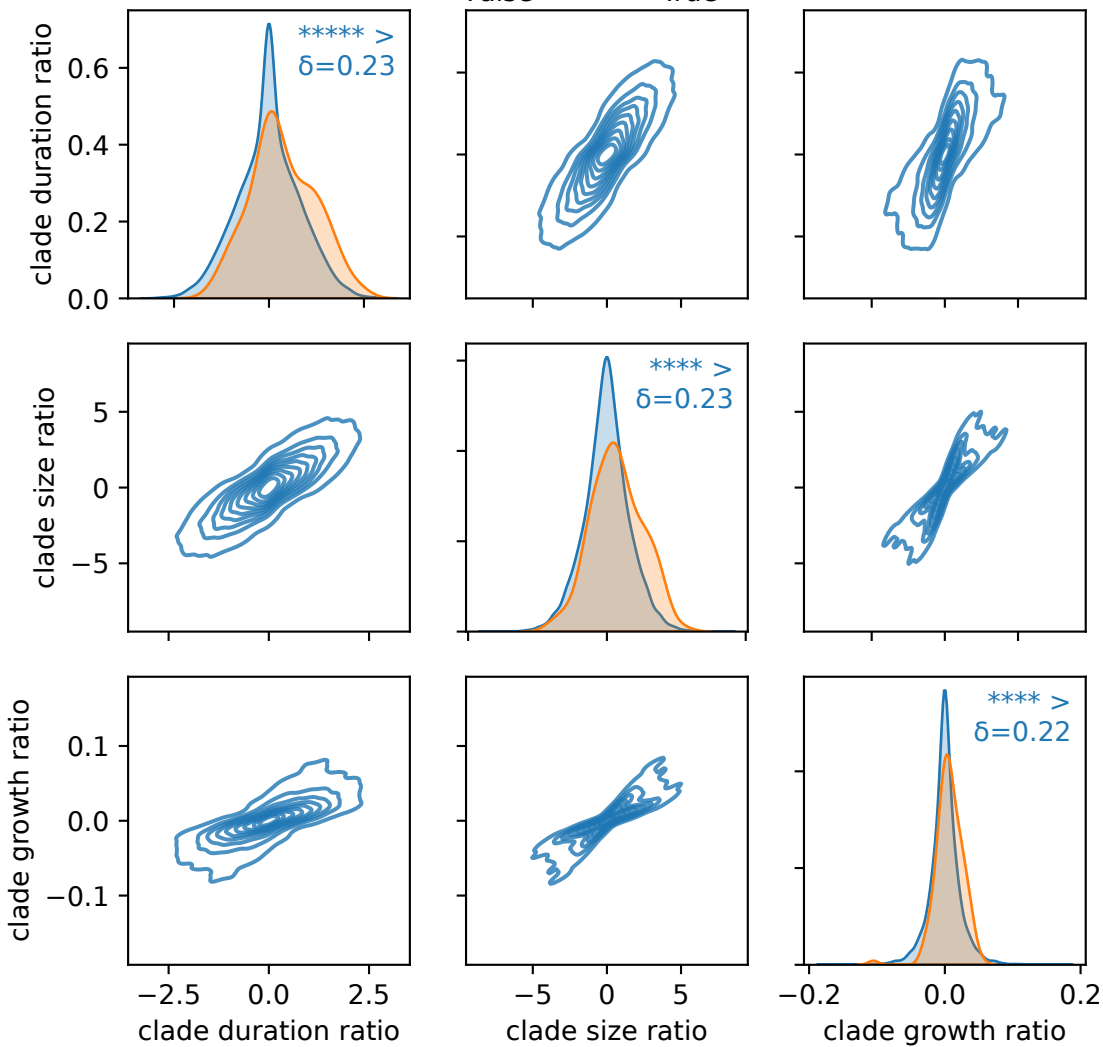 clade duration ratio
0.6
0.4
0.2
0.0
***** >
δ=0.23
clade size ratio
5
0
−5
**** >
δ=0.23
clade growth ratio
0.1
0.0
−0.1
**** >
δ=0.22
−2.5 0.0 2.5
−5 0 5
−0.2 0.0 0.2
clade duration ratio
clade size ratio
clade growth ratio